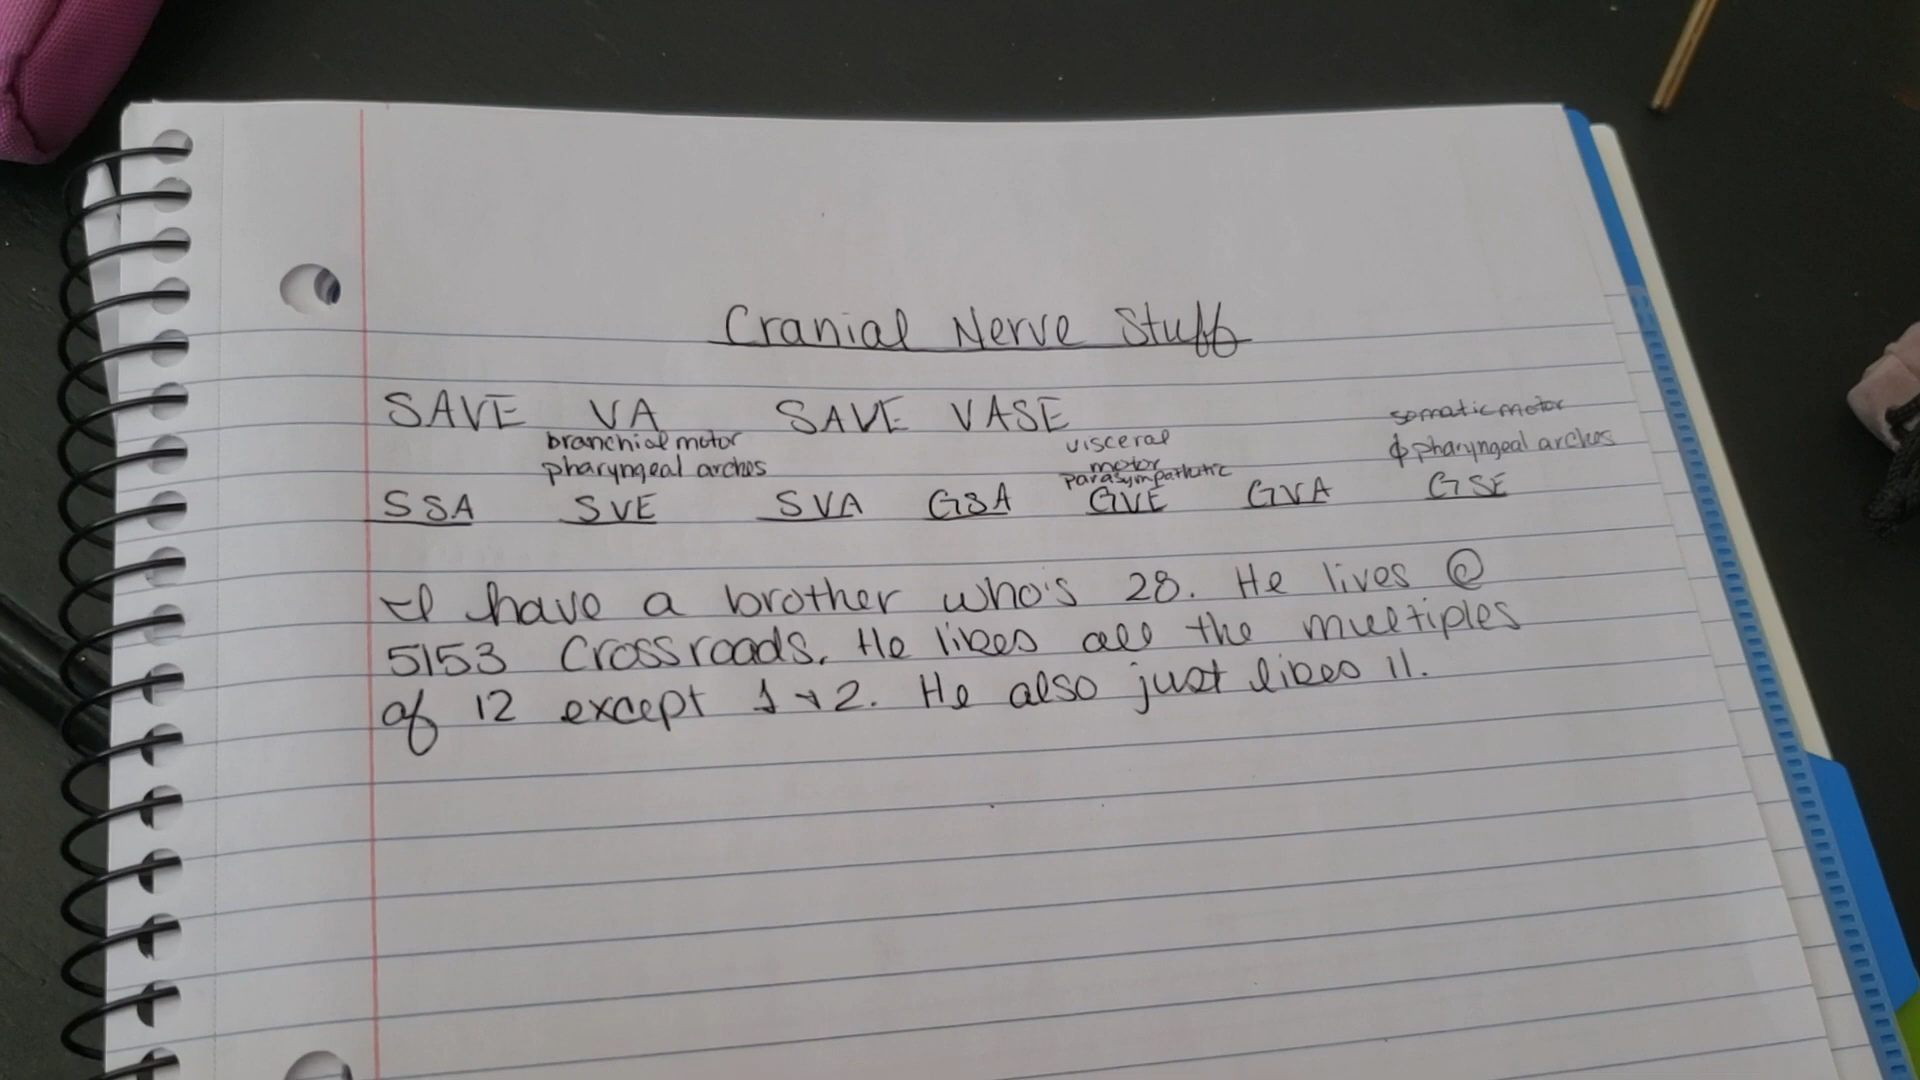 Cranial Nerve Stuff
SAVE VA SAVE VASE
somatic motor
branchial motor visceral ɸ pharyngeal arches
pharyngeal arches motor
parasympathetic
SSA SVE SVA GSA GVE GVA GSE
I have a brother who's 28. He lives @
5153 Crossroads. He likes all the multiples
of 12 except 1 + 2. He also just likes 11.